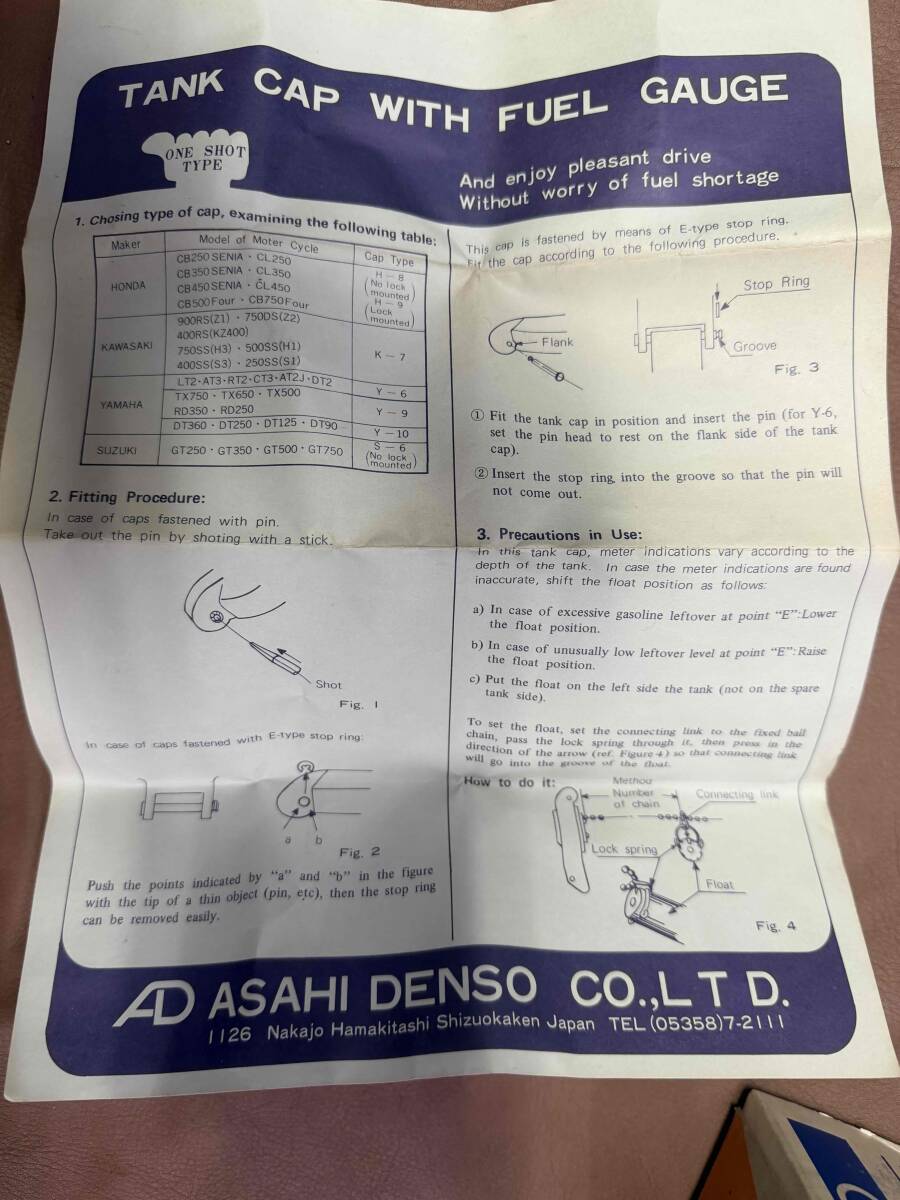 TANK CAP WITH FUEL GAUGE
ONE SHOT
TYPE
And enjoy pleasant drive
Without worry of fuel shortage
1. Chosing type of cap, examining the following table:
Maker
Model of Moter Cycle
Cap Type
HONDA
CB250 SENIA · CL250
CB350 SENIA · CL350
CB450 SENIA · CL450
CB500 Four · CB750 Four
H-8
(No lock
mounted)
H-9
(Lock
mounted)
KAWASAKI
900RS(Z1) · 750DS(Z2)
400RS(KZ400)
750SS(H3) · 500SS(H1)
400SS(S3) · 250SS(S1)
K-7
YAMAHA
LT2·AT3·RT2·CT3·AT2J·DT2
Y-6
TX750 · TX650 · TX500
RD350 · RD250
Y-9
DT360 · DT250 · DT125 · DT90
Y-10
SUZUKI
GT250 · GT350 · GT500 · GT750
S-6
(No lock
mounted)
2. Fitting Procedure:
In case of caps fastened with pin.
Take out the pin by shoting with a stick.
Shot
Fig. 1
In case of caps fastened with E-type stop ring:
a b
Fig. 2
Push the points indicated by "a" and "b" in the figure
with the tip of a thin object (pin, etc), then the stop ring
can be removed easily.
This cap is fastened by means of E-type stop ring.
Fit the cap according to the following procedure.
Stop Ring
Flank
Groove
Fig. 3
① Fit the tank cap in position and insert the pin (for Y-6,
set the pin head to rest on the flank side of the tank
cap).
② Insert the stop ring into the groove so that the pin will
not come out.
3. Precautions in Use:
In this tank cap, meter indications vary according to the
depth of the tank. In case the meter indications are found
inaccurate, shift the float position as follows:
a) In case of excessive gasoline leftover at point "E":Lower
the float position.
b) In case of unusually low leftover level at point "E":Raise
the float position.
c) Put the float on the left side the tank (not on the spare
tank side).
To set the float, set the connecting link to the fixed ball
chain, pass the lock spring through it, then press in the
direction of the arrow (ref. Figure 4) so that connecting link
will go into the groove of the float.
How to do it:
Method
Number
of chain
Connecting link
Lock spring
Float
Fig. 4
AD ASAHI DENSO CO.,LTD.
1126 Nakajo Hamakitashi Shizuokaken Japan TEL (05358)7-2111